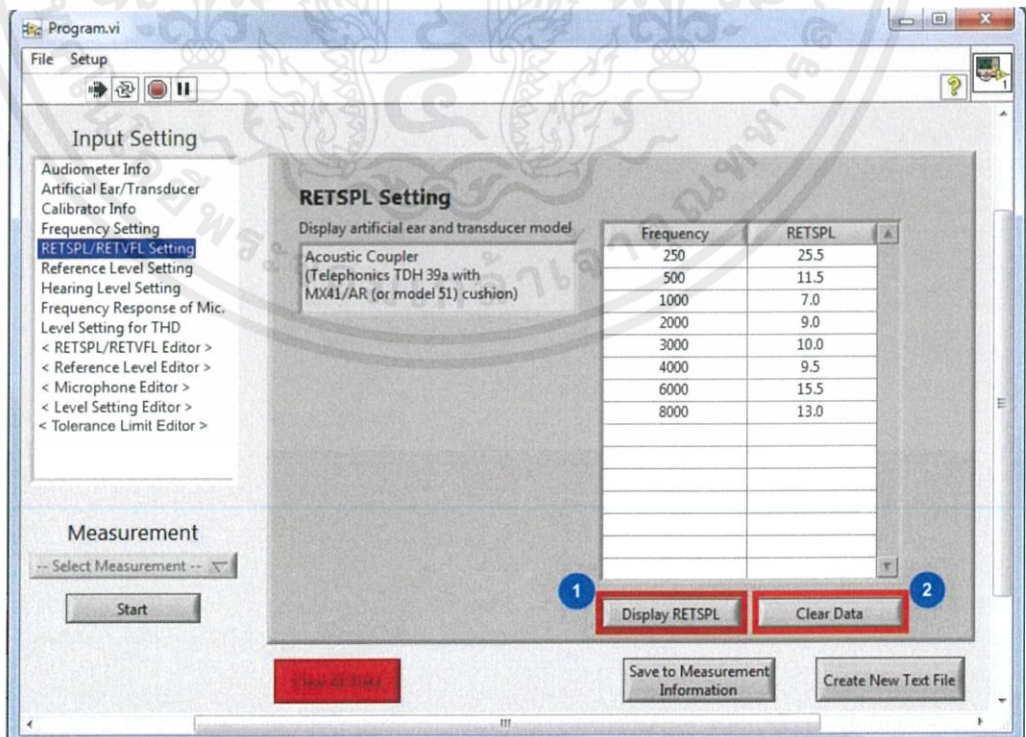 Program.vi
File Setup
Input Setting
Audiometer Info
Artificial Ear/Transducer
Calibrator Info
Frequency Setting
RETSPL/RETVFL Setting
Reference Level Setting
Hearing Level Setting
Frequency Response of Mic.
Level Setting for THD
< RETSPL/RETVFL Editor >
< Reference Level Editor >
< Microphone Editor >
< Level Setting Editor >
< Tolerance Limit Editor >
Measurement
-- Select Measurement --
Start
RETSPL Setting
Display artificial ear and transducer model
Acoustic Coupler
(Telephonics TDH 39a with
MX41/AR (or model 51) cushion)
Frequency RETSPL
250 25.5
500 11.5
1000 7.0
2000 9.0
3000 10.0
4000 9.5
6000 15.5
8000 13.0
1
Display RETSPL
Clear Data
2
Clear All Data
Save to Measurement
Information
Create New Text File
1